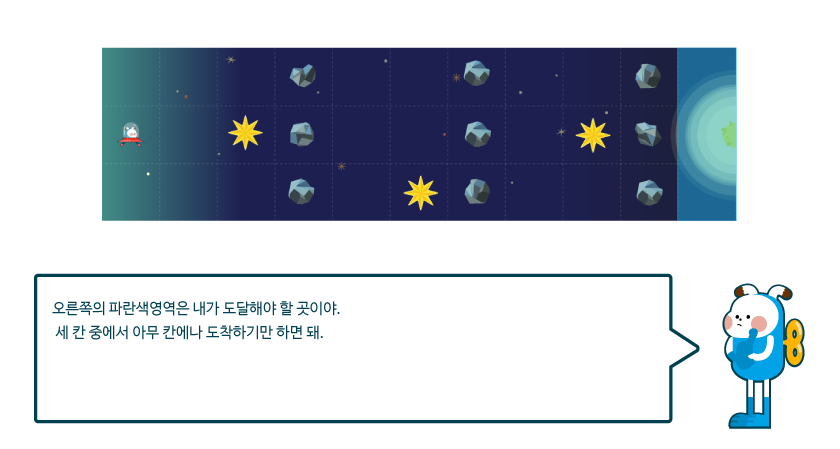 오른쪽의 파란색영역은 내가 도달해야 할 곳이야.
세 칸 중에서 아무 칸에나 도착하기만 하면 돼.